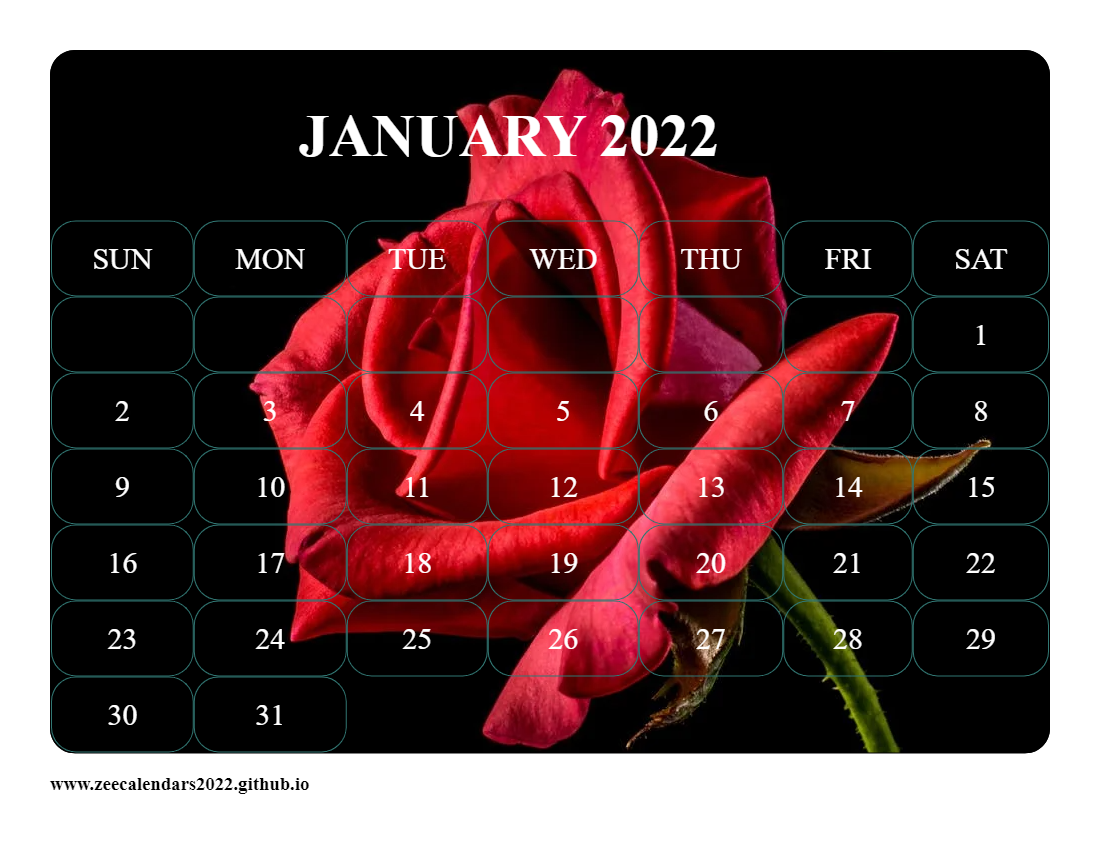 JANUARY 2022
SUN MON TUE WED THU FRI SAT
1
2 3 4 5 6 7 8
9 10 11 12 13 14 15
16 17 18 19 20 21 22
23 24 25 26 27 28 29
30 31
www.zeecalendars2022.github.io